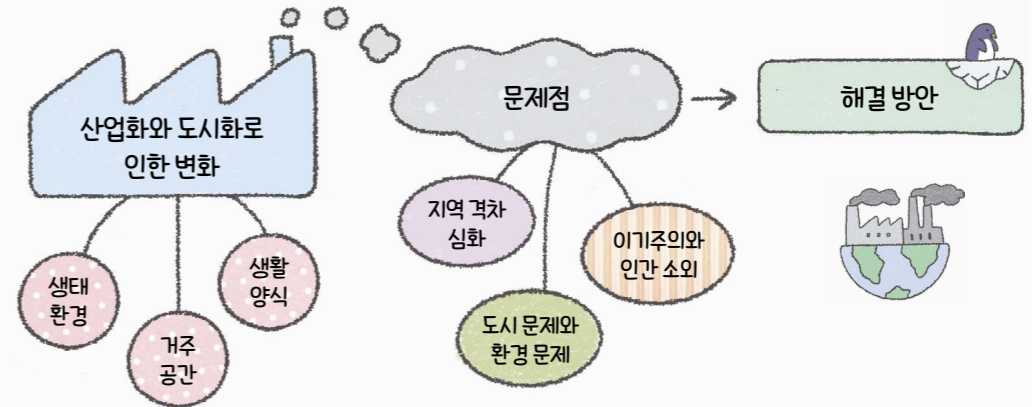 산업화와 도시화로
인한 변화
생태
환경
거주
공간
생활
양식
문제점
지역 격차
심화
도시 문제와
환경 문제
이기주의와
인간 소외
해결 방안